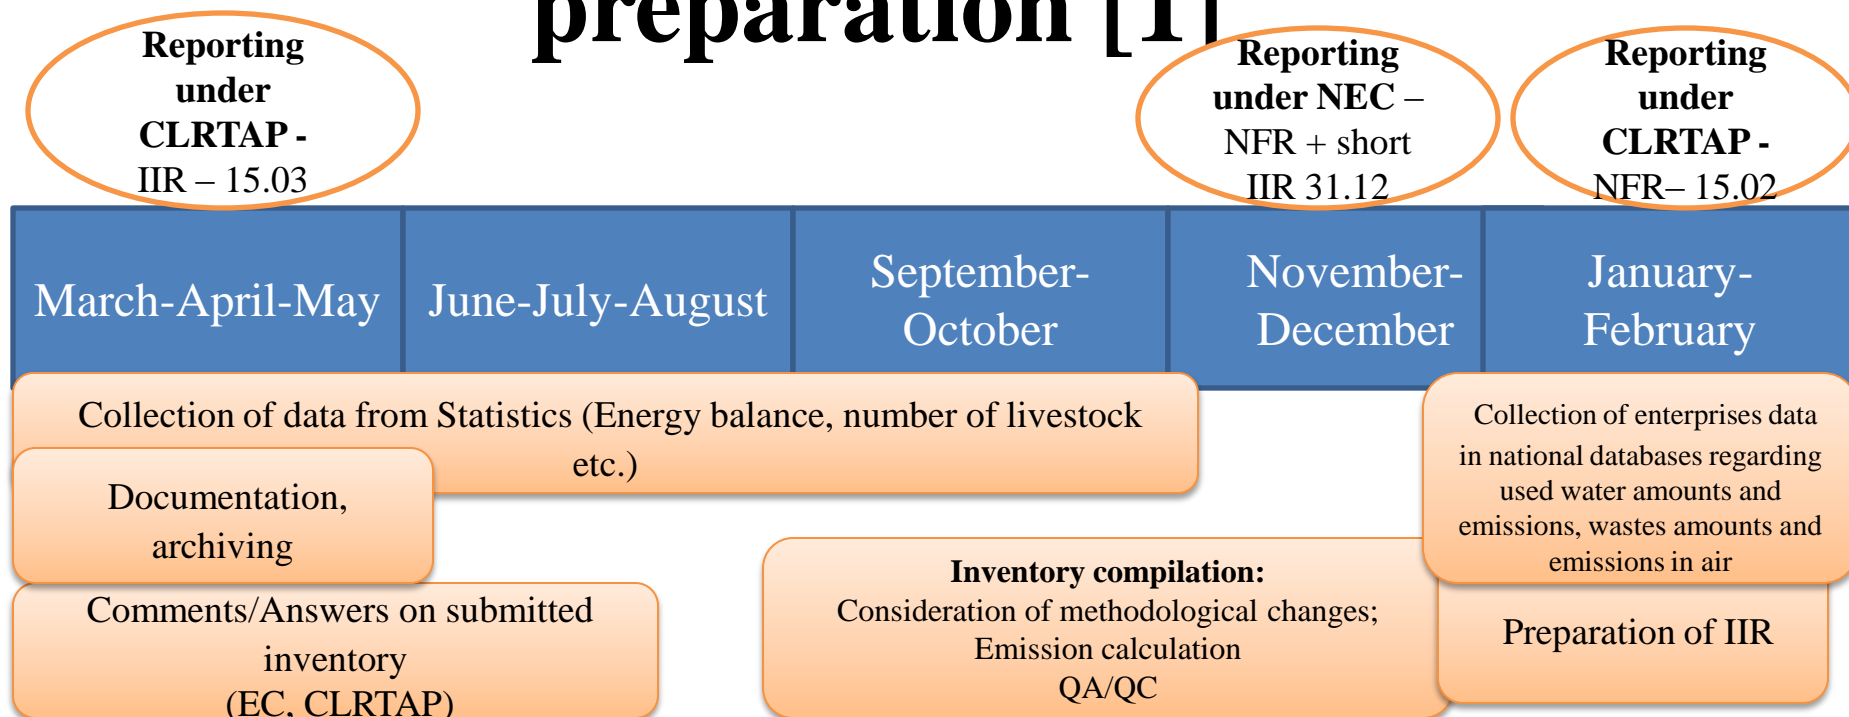 preparation [1]
Reporting
under
CLRTAP -
IIR – 15.03
Reporting
under NEC –
NFR + short
IIR 31.12
Reporting
under
CLRTAP -
NFR– 15.02
March-April-May
June-July-August
September-
October
November-
December
January-
February
Collection of data from Statistics (Energy balance, number of livestock
etc.)
Documentation,
archiving
Comments/Answers on submitted
inventory
(EC, CLRTAP)
Inventory compilation:
Consideration of methodological changes;
Emission calculation
QA/QC
Collection of enterprises data
in national databases regarding
used water amounts and
emissions, wastes amounts and
emissions in air
Preparation of IIR